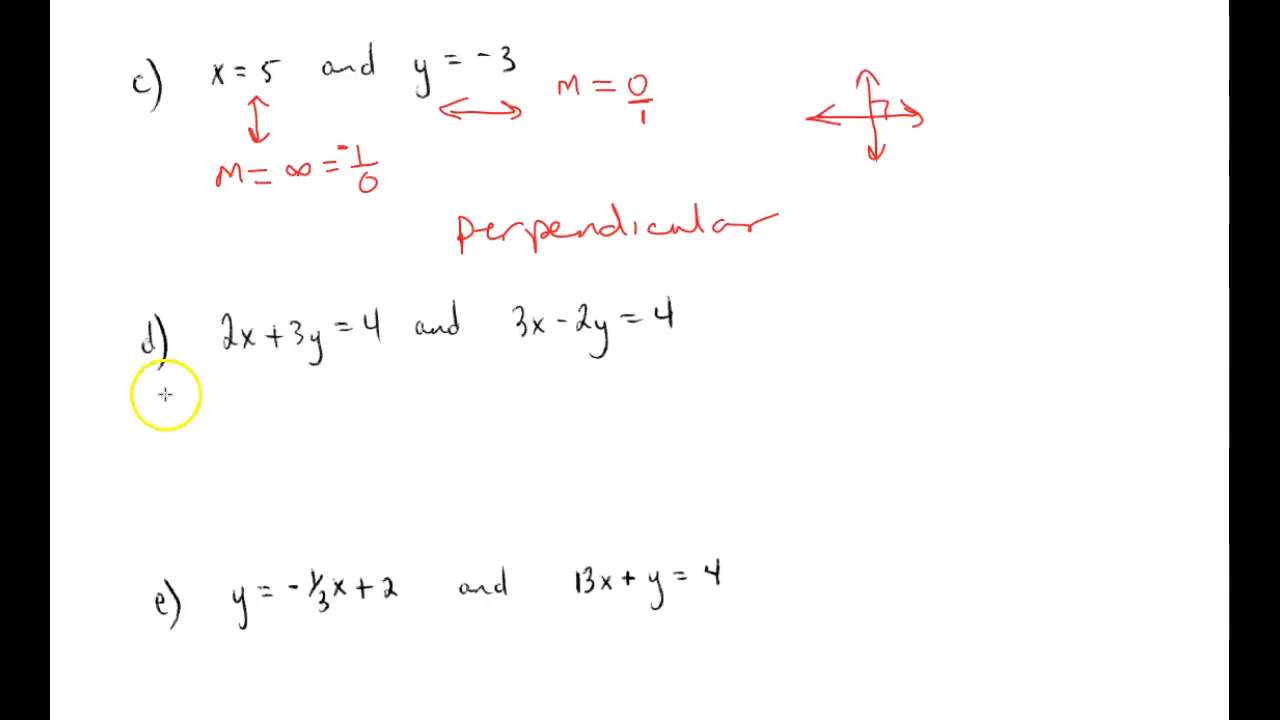 c) x = 5 and y = -3 m = 0/1
m = ∞ = -1/0
perpendicular
d) 2x + 3y = 4 and 3x - 2y = 4
e) y = -1/3x + 2 and 13x + y = 4